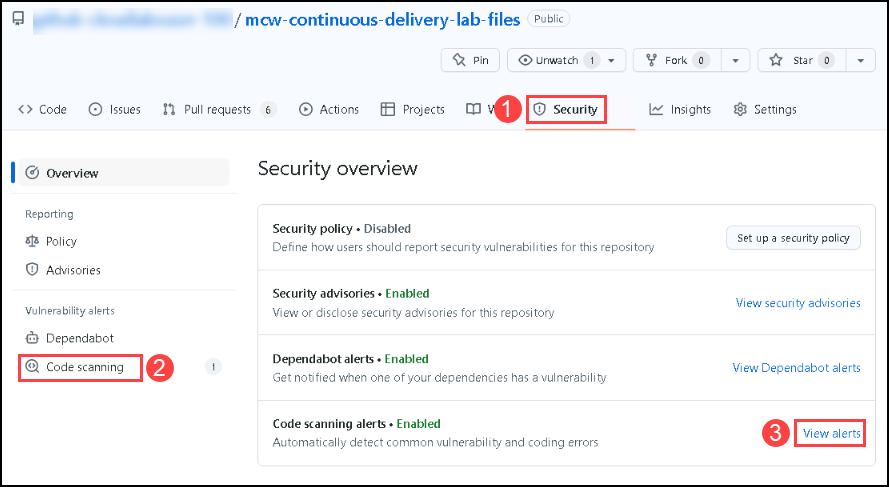 / mcw-continuous-delivery-lab-files Public
Pin Unwatch 1 Fork 0 Star 0
Code Issues Pull requests 6 Actions Projects 1 Security Insights Settings
Overview
Reporting
Policy
Advisories
Vulnerability alerts
Dependabot
Code scanning 2 1
Security overview
Security policy • Disabled
Define how users should report security vulnerabilities for this repository
Set up a security policy
Security advisories • Enabled
View or disclose security advisories for this repository
View security advisories
Dependabot alerts • Enabled
Get notified when one of your dependencies has a vulnerability
View Dependabot alerts
Code scanning alerts • Enabled
Automatically detect common vulnerability and coding errors
3 View alerts